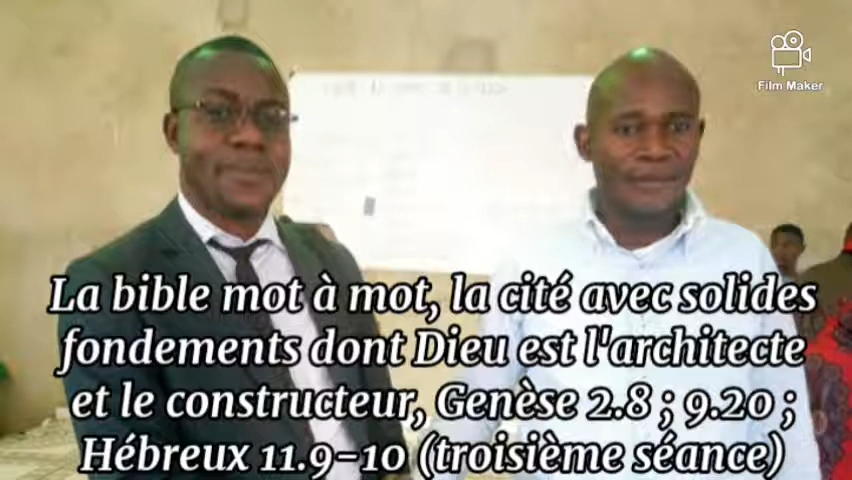 Film Maker
La bible mot à mot, la cité avec solides
fondements dont Dieu est l'architecte
et le constructeur, Genèse 2.8 ; 9.20 ;
Hébreux 11.9-10 (troisième séance)